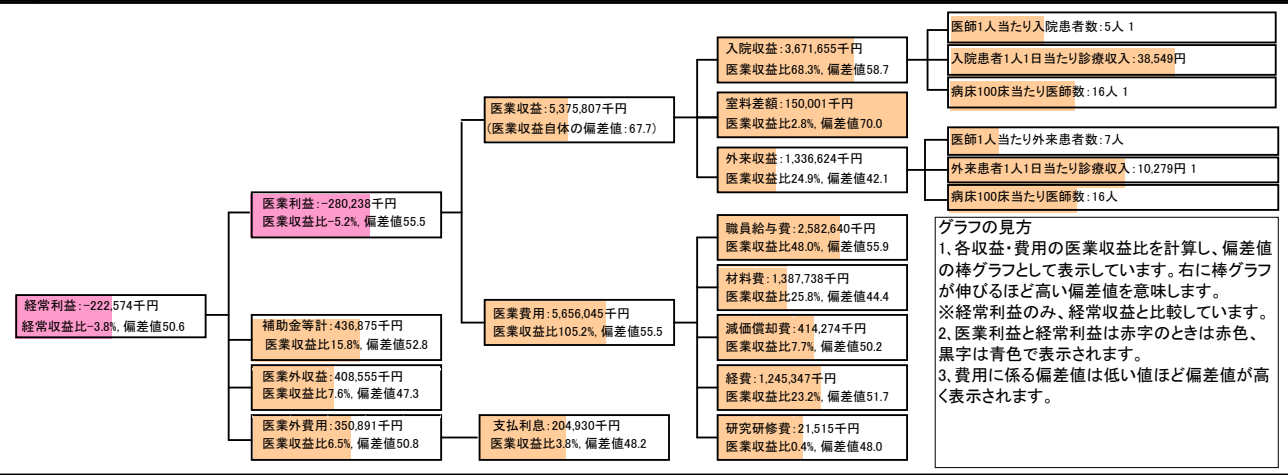 経常利益:-222,574千円
経常収益比-3.8%, 偏差値50.6
医業利益:-280,238千円
医業収益比-5.2%, 偏差値55.5
補助金等計:436,875千円
医業収益比15.8%, 偏差値52.8
医業外収益:408,555千円
医業収益比7.6%, 偏差値47.3
医業外費用:350,891千円
医業収益比6.5%, 偏差値50.8
医業収益:5,375,807千円
(医業収益自体の偏差値:67.7)
医業費用:5,656,045千円
医業収益比105.2%, 偏差値55.5
支払利息:204,930千円
医業収益比3.8%, 偏差値48.2
入院収益:3,671,655千円
医業収益比68.3%, 偏差値58.7
室料差額:150,001千円
医業収益比2.8%, 偏差値70.0
外来収益:1,336,624千円
医業収益比24.9%, 偏差値42.1
職員給与費:2,582,640千円
医業収益比48.0%, 偏差値55.9
材料費:1,387,738千円
医業収益比25.8%, 偏差値44.4
減価償却費:414,274千円
医業収益比7.7%, 偏差値50.2
経費:1,245,347千円
医業収益比23.2%, 偏差値51.7
研究研修費:21,515千円
医業収益比0.4%, 偏差値48.0
医師1人当たり入院患者数:5人 1
入院患者1人1日当たり診療収入:38,549円
病床100床当たり医師数:16人 1
医師1人当たり外来患者数:7人
外来患者1人1日当たり診療収入:10,279円 1
病床100床当たり医師数:16人
グラフの見方
1、各収益・費用の医業収益比を計算し、偏差値
の棒グラフとして表示しています。右に棒グラフ
が伸びるほど高い偏差値を意味します。
※経常利益のみ、経常収益と比較しています。
2、医業利益と経常利益は赤字のときは赤色、
黒字は青色で表示されます。
3、費用に係る偏差値は低い値ほど偏差値が高
く表示されます。